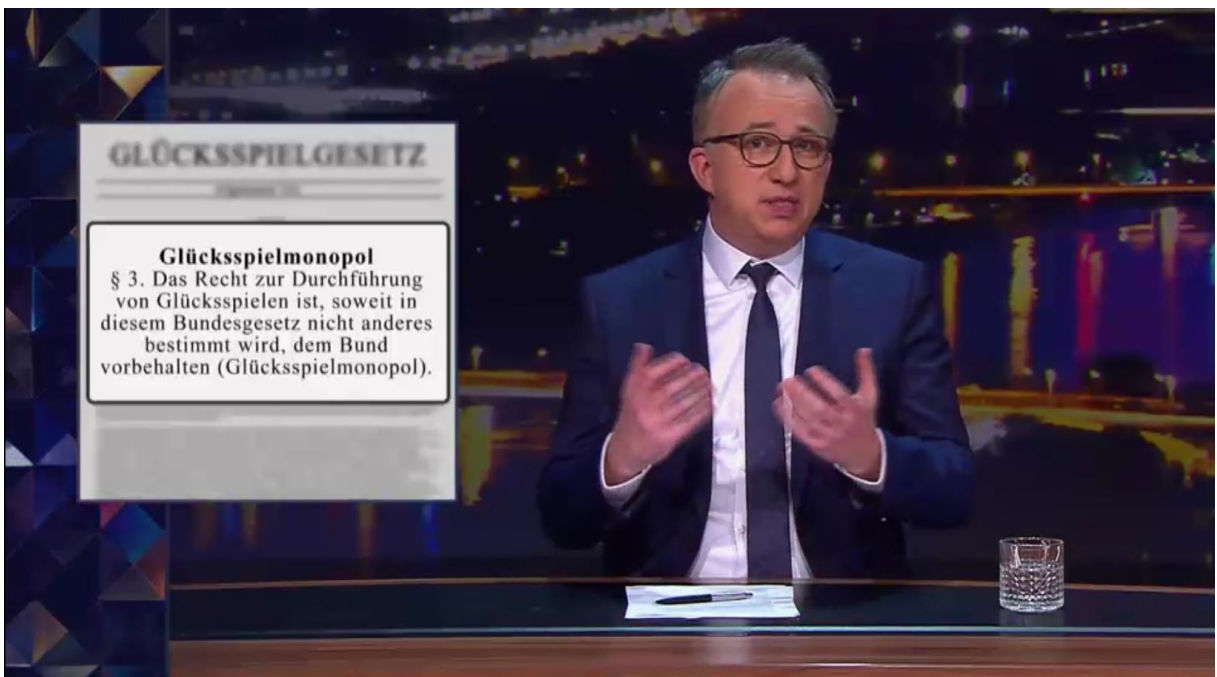 GLÜCKSSPIELGESETZ
Glücksspielmonopol
§ 3. Das Recht zur Durchführung
von Glücksspielen ist, soweit in
diesem Bundesgesetz nicht anderes
bestimmt wird, dem Bund
vorbehalten (Glücksspielmonopol).